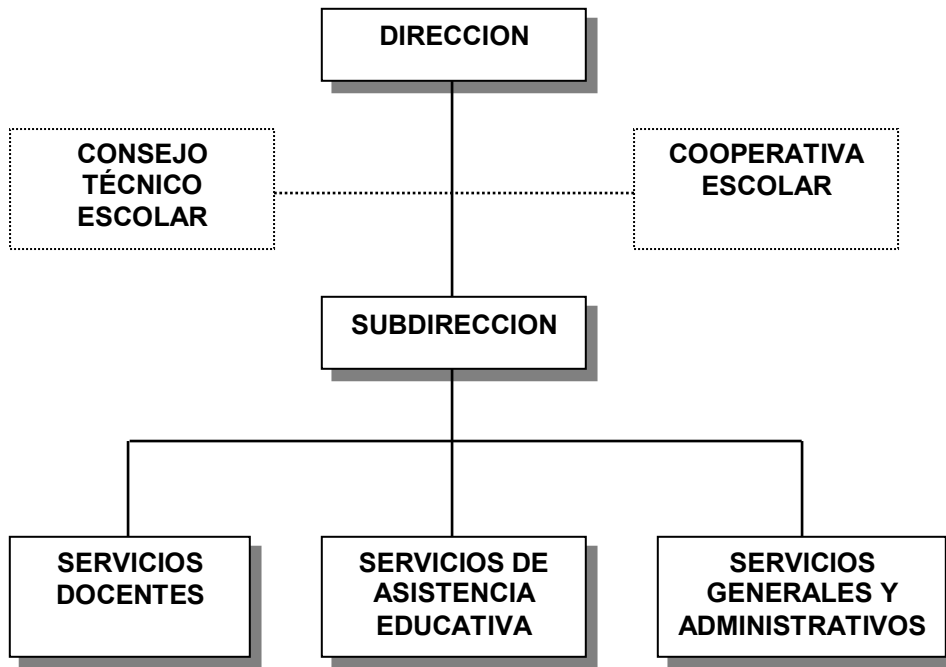 DIRECCION
CONSEJO
TÉCNICO
ESCOLAR
COOPERATIVA
ESCOLAR
SUBDIRECCION
SERVICIOS
DOCENTES
SERVICIOS DE
ASISTENCIA
EDUCATIVA
SERVICIOS
GENERALES Y
ADMINISTRATIVOS